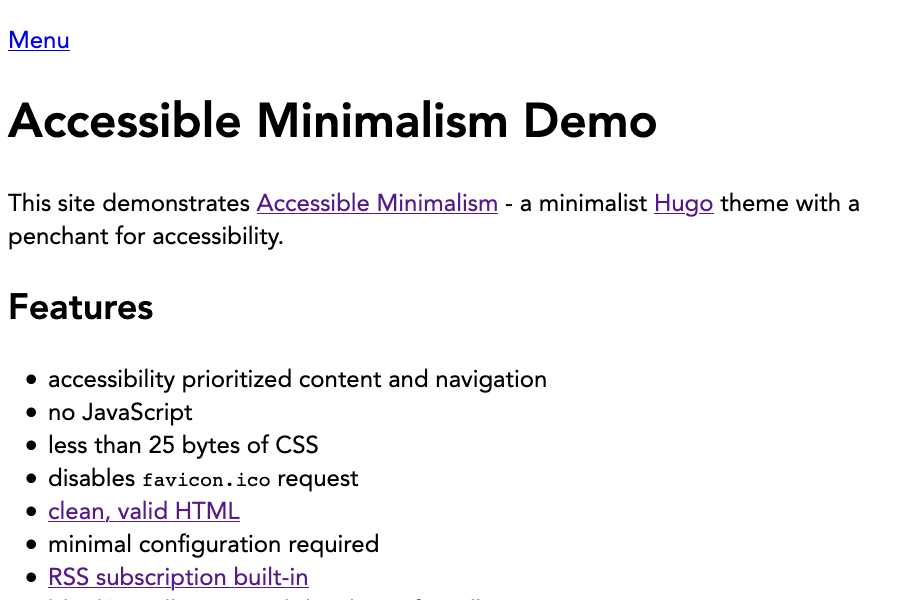 Menu
Accessible Minimalism Demo
This site demonstrates Accessible Minimalism - a minimalist Hugo theme with a
penchant for accessibility.
Features
accessibility prioritized content and navigation
no JavaScript
less than 25 bytes of CSS
disables favicon.ico request
clean, valid HTML
minimal configuration required
RSS subscription built-in